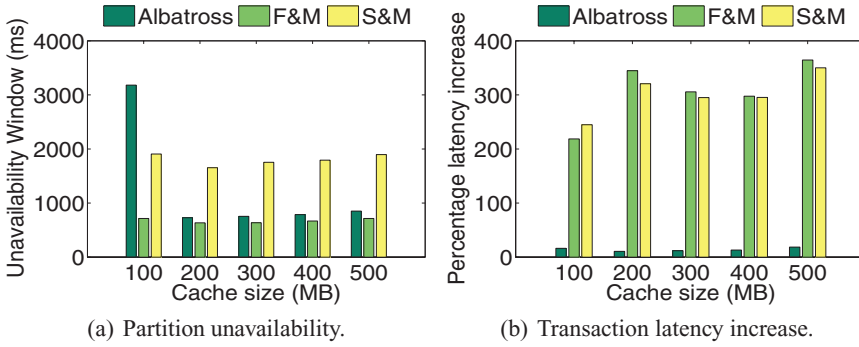 Albatross F&M S&M
Unavailability Window (ms)
4000
3000
2000
1000
0
100 200 300 400 500
Cache size (MB)
(a) Partition unavailability.
Albatross F&M S&M
Percentage latency increase
400
300
200
100
0
100 200 300 400 500
Cache size (MB)
(b) Transaction latency increase.